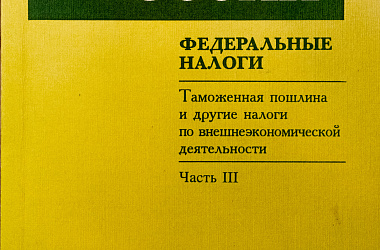 ФЕДЕРАЛЬНЫЕ
НАЛОГИ
Таможенная пошлина
и другие налоги
по внешнеэкономической
деятельности
Часть III